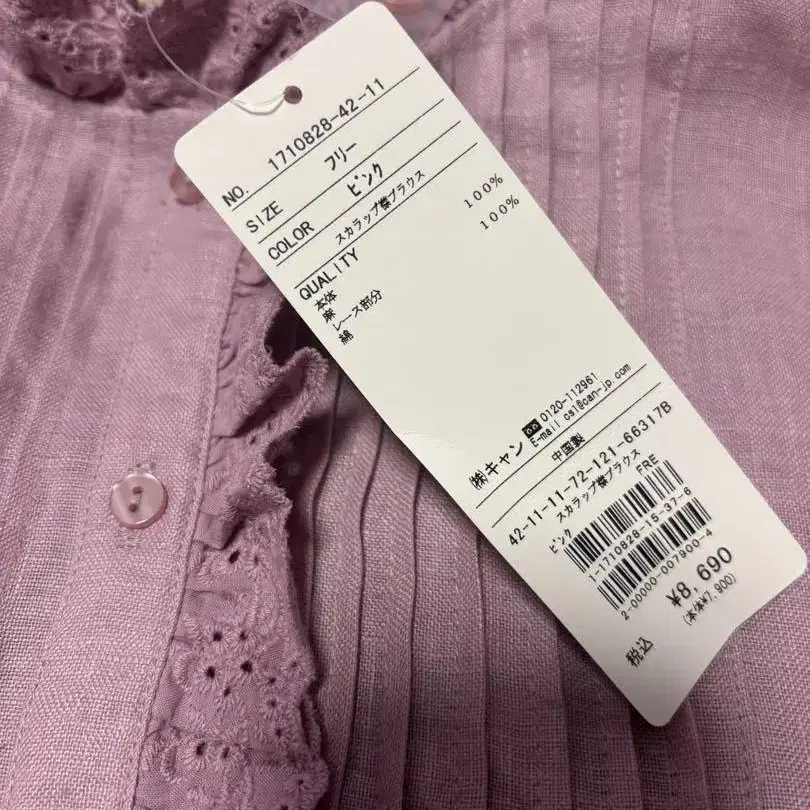 NO. 1710828-42-11
SIZE フリー
COLOR ピンク
スカラップ襟ブラウス
QUALITY
本体
麻 100%
レース部分
綿 100%
㈱キャン 0120-112961
E-mail cs1@can-jp.com
中国製
42-11-11-72-121-66317B
スカラップ襟ブラウス
ピンク FRE
1-1710828-15-37-6
2-00000-007900-4
¥8,690
(本体¥7,900)
税込